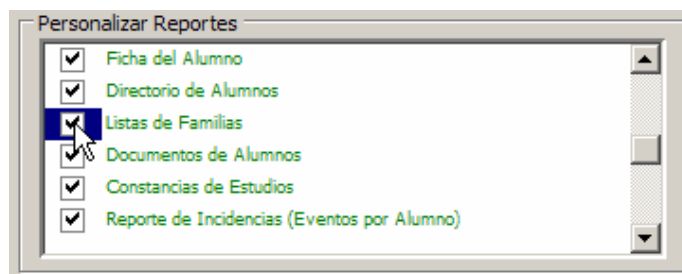 Personalizar Reportes
Ficha del Alumno
Directorio de Alumnos
Listas de Familias
Documentos de Alumnos
Constancias de Estudios
Reporte de Incidencias (Eventos por Alumno)